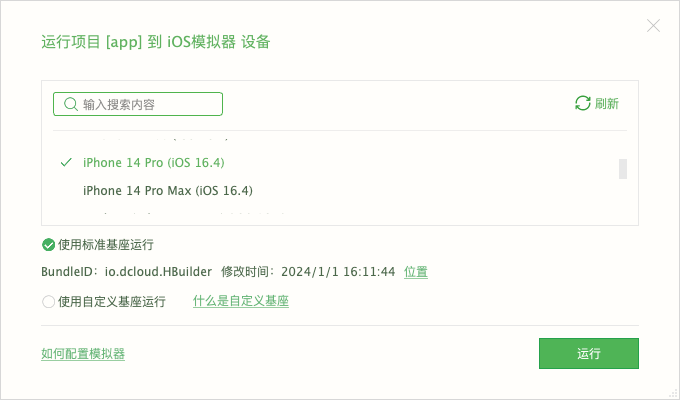 运行项目 [app] 到 iOS模拟器 设备
输入搜索内容
刷新
iPhone 14 Pro (iOS 16.4)
iPhone 14 Pro Max (iOS 16.4)
使用标准基座运行
BundleID：io.dcloud.HBuilder 修改时间：2024/1/1 16:11:44 位置
使用自定义基座运行 什么是自定义基座
如何配置模拟器
运行